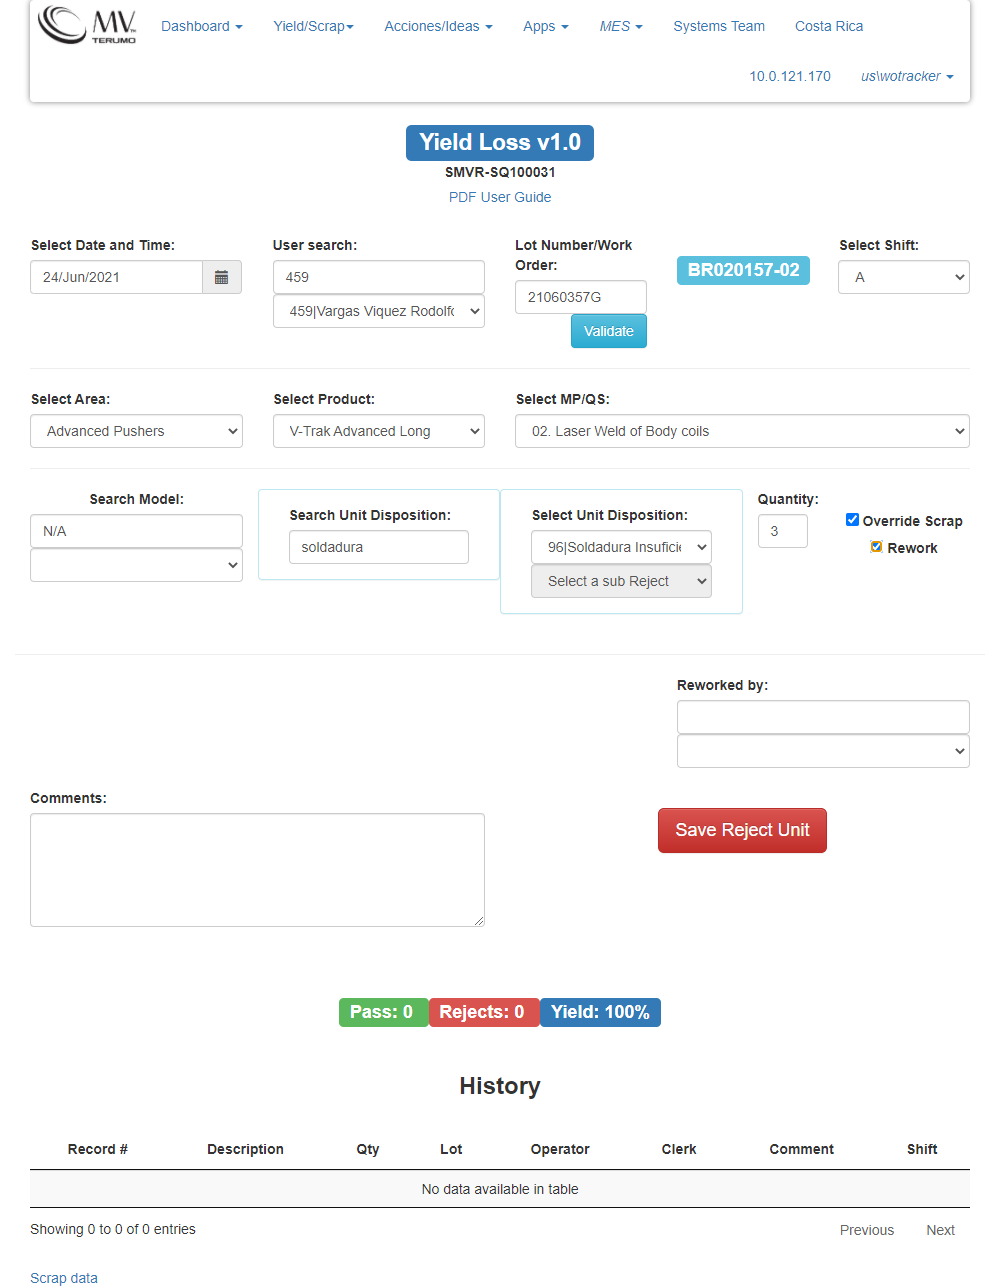 MV™
TERUMO
Dashboard
Yield/Scrap
Acciones/Ideas
Apps
MES
Systems Team
Costa Rica
10.0.121.170
us\wotracker
Yield Loss v1.0
SMVR-SQ100031
PDF User Guide
Select Date and Time:
24/Jun/2021
User search:
459
459|Vargas Viquez Rodolfo
Lot Number/Work
Order:
21060357G
Validate
BR020157-02
Select Shift:
A
Select Area:
Advanced Pushers
Select Product:
V-Trak Advanced Long
Select MP/QS:
02. Laser Weld of Body coils
Search Model:
N/A
Search Unit Disposition:
soldadura
Select Unit Disposition:
96|Soldadura Insuficie
Select a sub Reject
Quantity:
3
Override Scrap
Rework
Reworked by:
Comments:
Save Reject Unit
Pass: 0 Rejects: 0 Yield: 100%
History
Record # Description Qty Lot Operator Clerk Comment Shift
No data available in table
Showing 0 to 0 of 0 entries
Previous Next
Scrap data